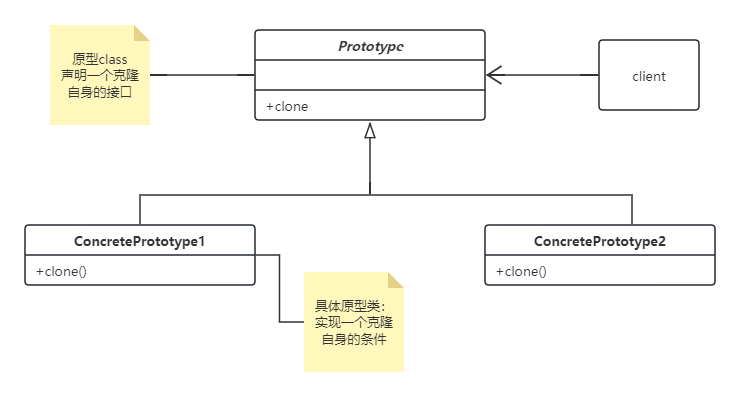 原型class
声明一个克隆
自身的接口
Prototypc
+clone
client
ConcretePrototype1
+clone()
ConcretePrototype2
+clone()
具体原型类：
实现一个克隆
自身的条件